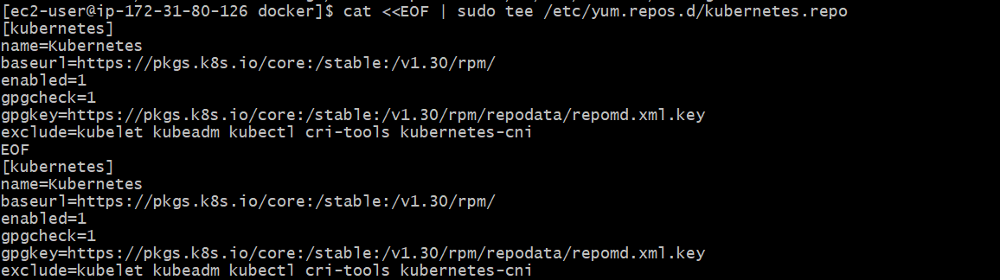 [ec2-user@ip-172-31-80-126 docker]$ cat <<EOF | sudo tee /etc/yum.repos.d/kubernetes.repo
[kubernetes]
name=Kubernetes
baseurl=https://pkgs.k8s.io/core:/stable:/v1.30/rpm/
enabled=1
gpgcheck=1
gpgkey=https://pkgs.k8s.io/core:/stable:/v1.30/rpm/repodata/repomd.xml.key
exclude=kubelet kubeadm kubectl cri-tools kubernetes-cni
EOF
[kubernetes]
name=Kubernetes
baseurl=https://pkgs.k8s.io/core:/stable:/v1.30/rpm/
enabled=1
gpgcheck=1
gpgkey=https://pkgs.k8s.io/core:/stable:/v1.30/rpm/repodata/repomd.xml.key
exclude=kubelet kubeadm kubectl cri-tools kubernetes-cni